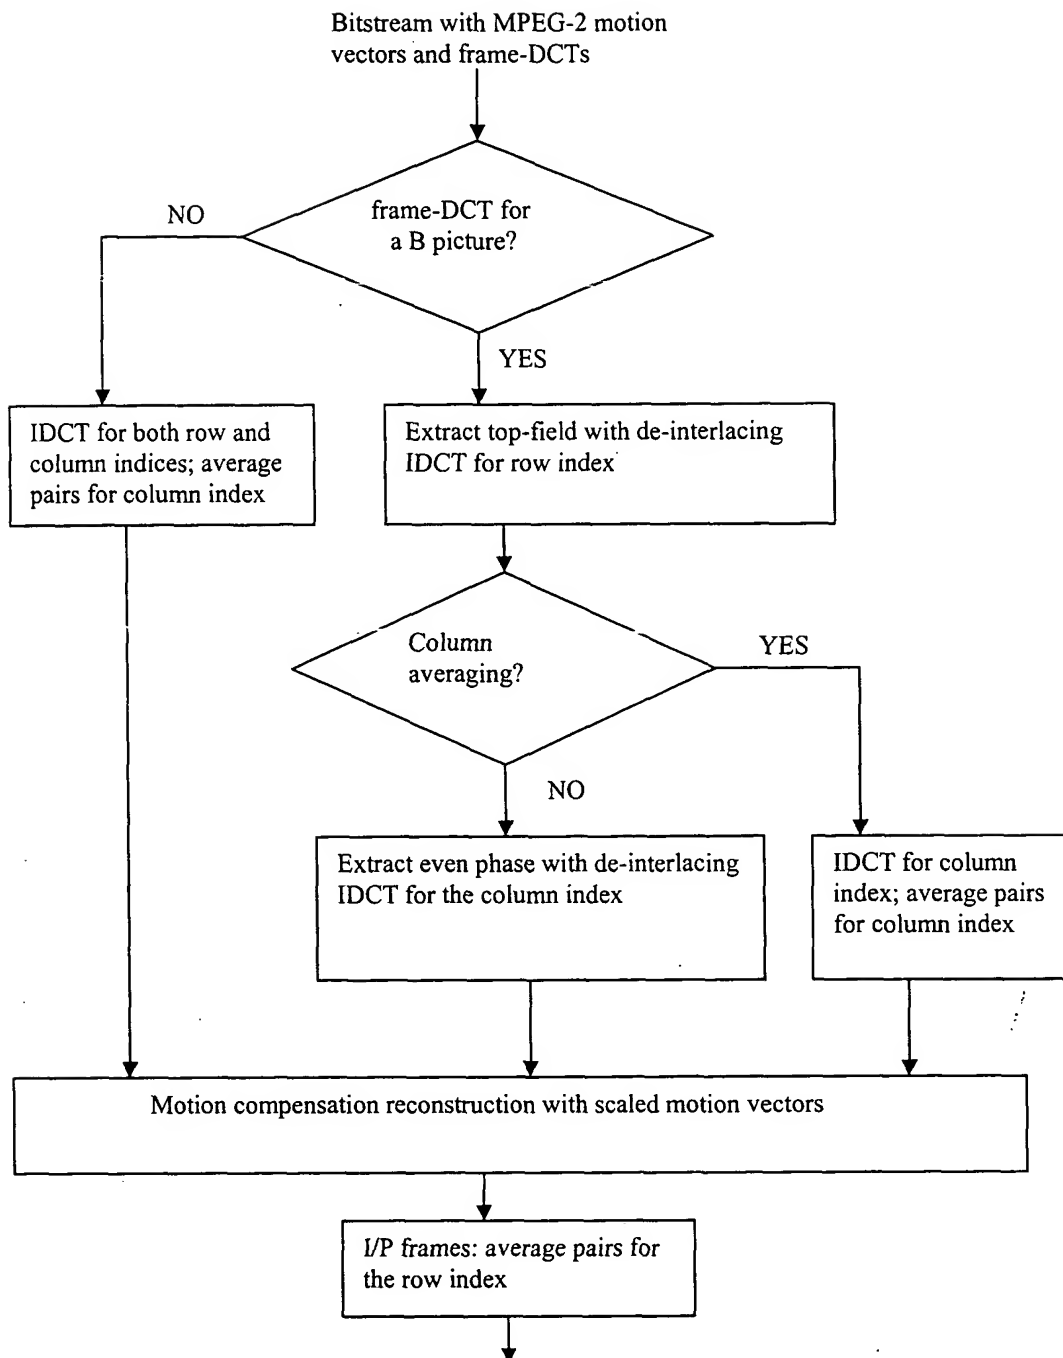 Bitstream with MPEG-2 motion
vectors and frame-DCTs
frame-DCT for
a B picture?
NO
YES
IDCT for both row and
column indices; average
pairs for column index
Extract top-field with de-interlacing
IDCT for row index
Column
averaging?
YES
NO
Extract even phase with de-interlacing
IDCT for the column index
IDCT for column
index; average pairs
for column index
Motion compensation reconstruction with scaled motion vectors
I/P frames: average pairs for
the row index